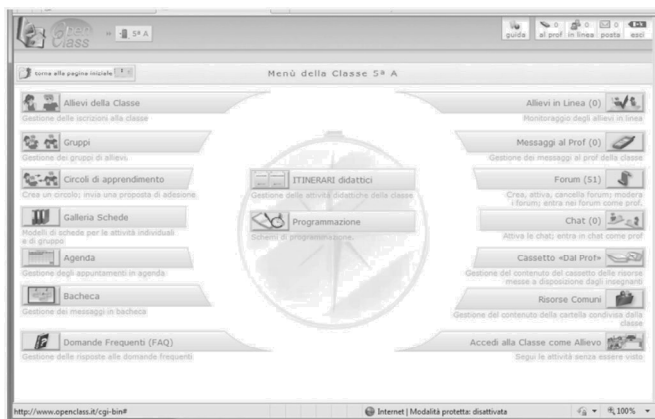 Open Class
» 5ª A
guida
0
al prof
0
in linea
0
posta
esci
torna alla pagina iniziale
Menù della Classe 5ª A
Allievi della Classe
Gestione delle iscrizioni alla classe
Gruppi
Gestione dei gruppi di allievi.
Circoli di apprendimento
Crea un circolo; invia una proposta di adesione
Galleria Schede
Modelli di schede per le attività individuali
e di gruppo
Agenda
Gestione degli appuntamenti in agenda
Bacheca
Gestione dei messaggi in bacheca
Domande Frequenti (FAQ)
Gestione delle risposte alle domande frequenti
ITINERARI didattici
Gestione delle attività didattiche della classe
Programmazione
Schemi di programmazione.
Allievi in Linea (0)
Monitoraggio degli allievi in linea
Messaggi al Prof (0)
Gestione dei messaggi al prof della classe
Forum (51)
Crea, attiva, cancella forum; modera
i forum; entra nei forum come prof.
Chat (0)
Attiva le chat; entra in chat come prof
Cassetto «Dal Prof»
Gestione del contenuto del cassetto della risorse
messe a disposizione dagli insegnanti
Risorse Comuni
Gestione del contenuto della cartella condivisa della
classe
Accedi alla Classe come Allievo
Segui le attività senza essere visto
http://www.openclass.it/cgi-bin#
Internet | Modalità protetta: disattivata
100%